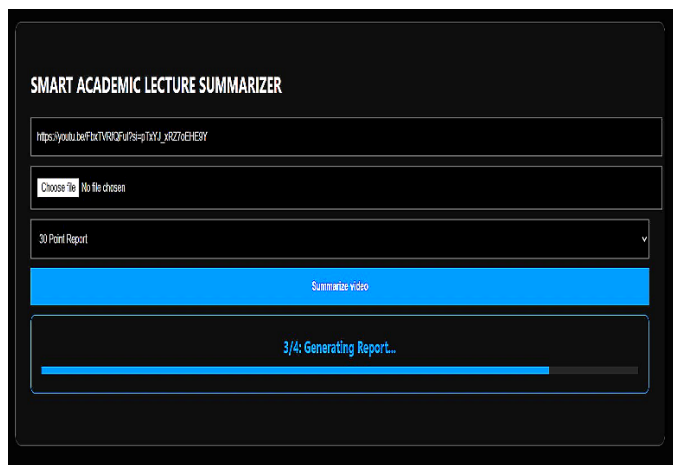 SMART ACADEMIC LECTURE SUMMARIZER
https://youtu.be/FbxTVRfQFuI?si=pTxYJ_xRZ7oEHE9Y
Choose file No file chosen
30 Point Report
Summarize video
3/4: Generating Report...